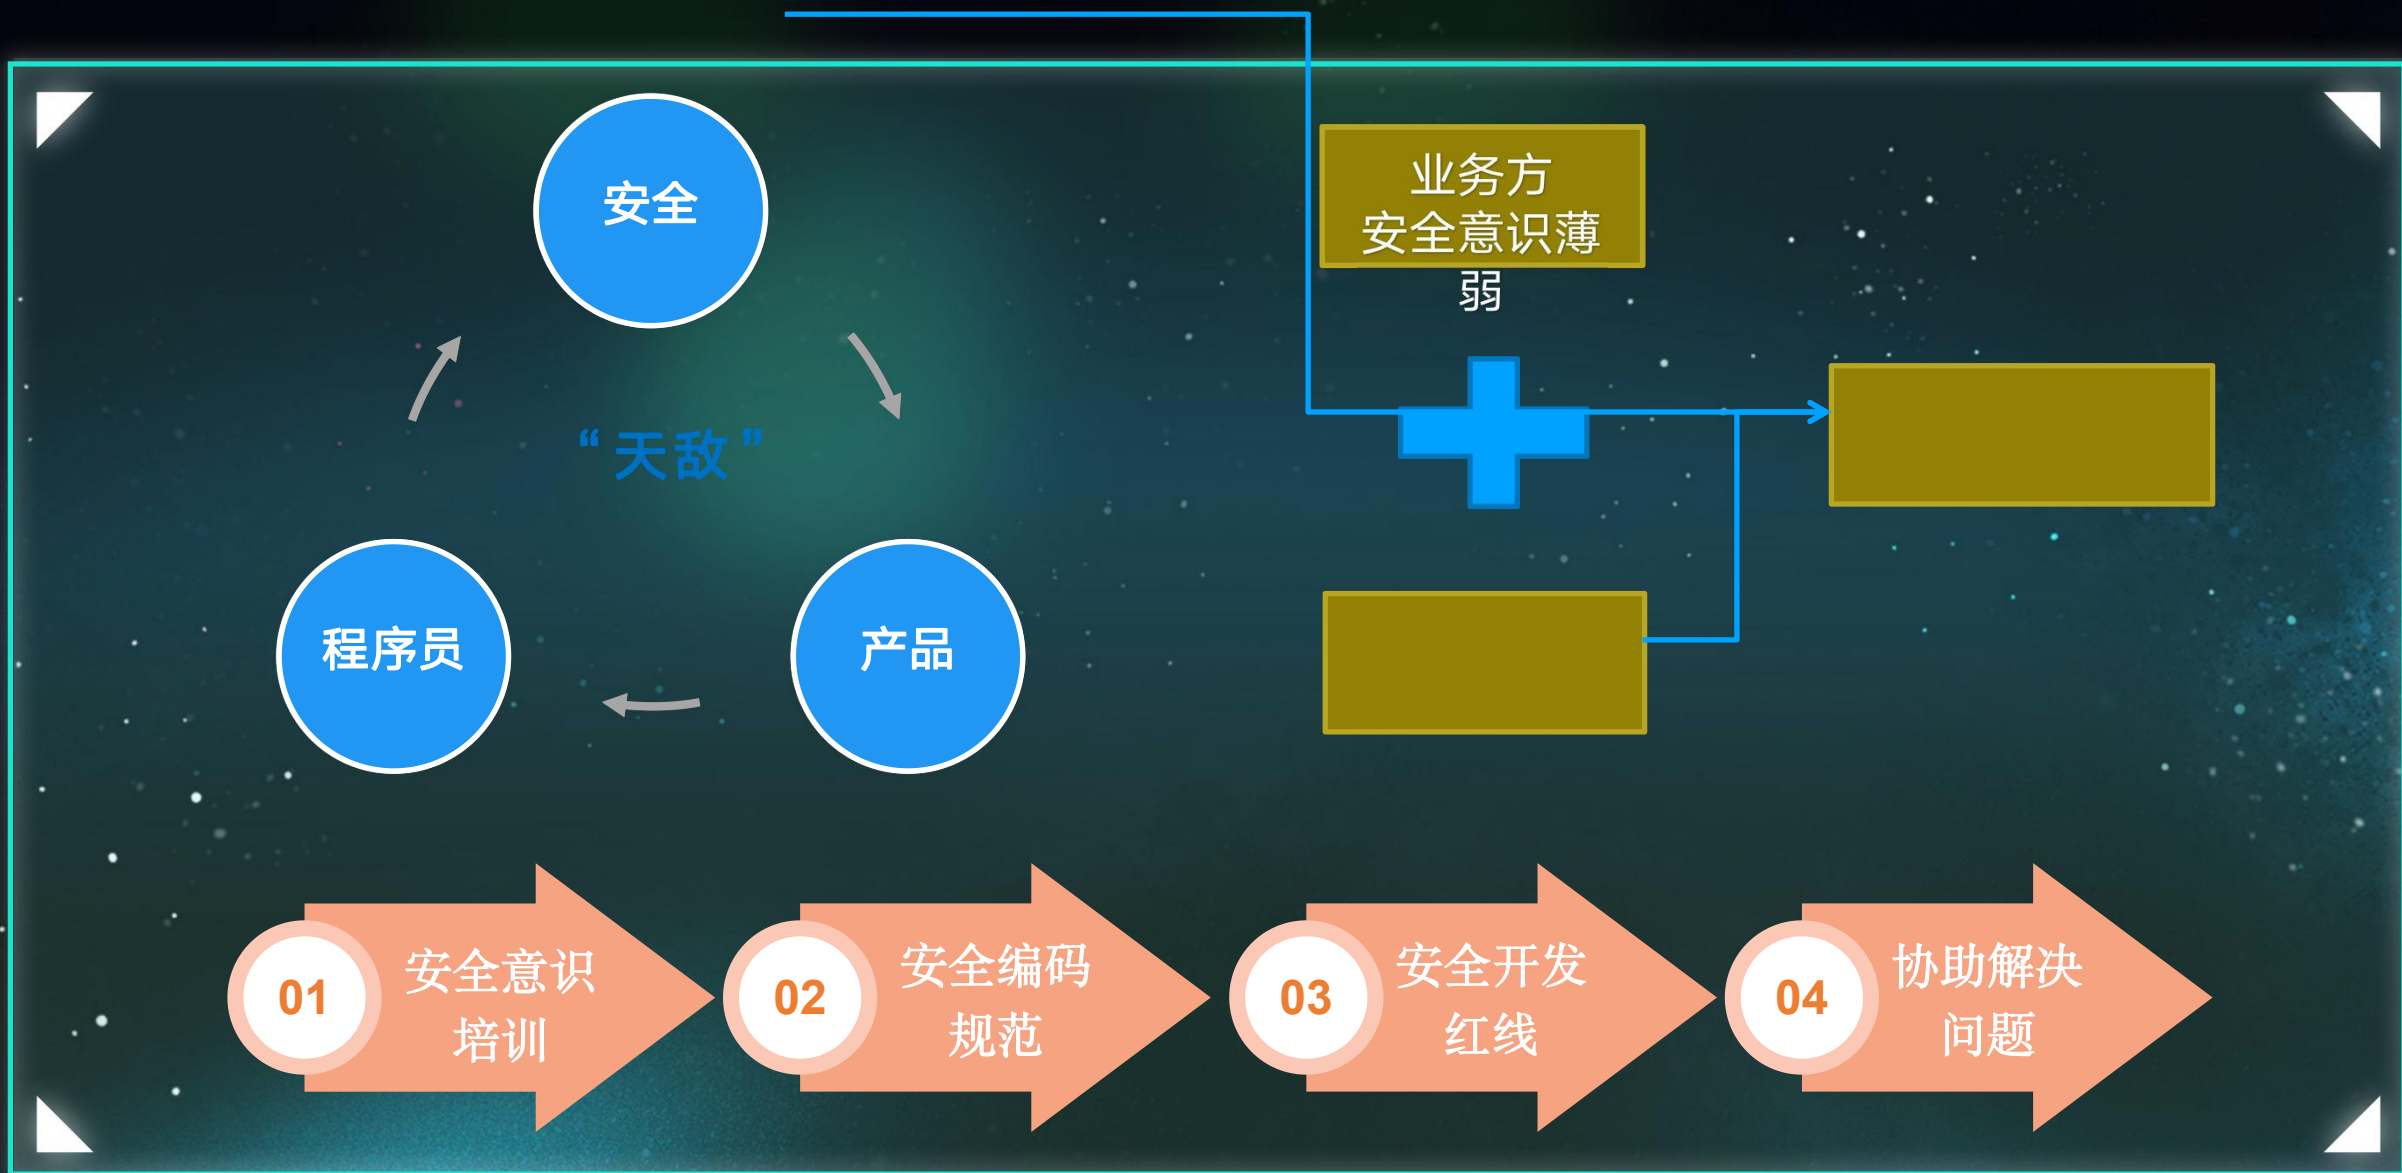 安全
业务方
安全意识薄
弱
“天敌”
程序员
产品
01
安全意识
培训
02
安全编码
规范
03
安全开发
红线
04
协助解决
问题